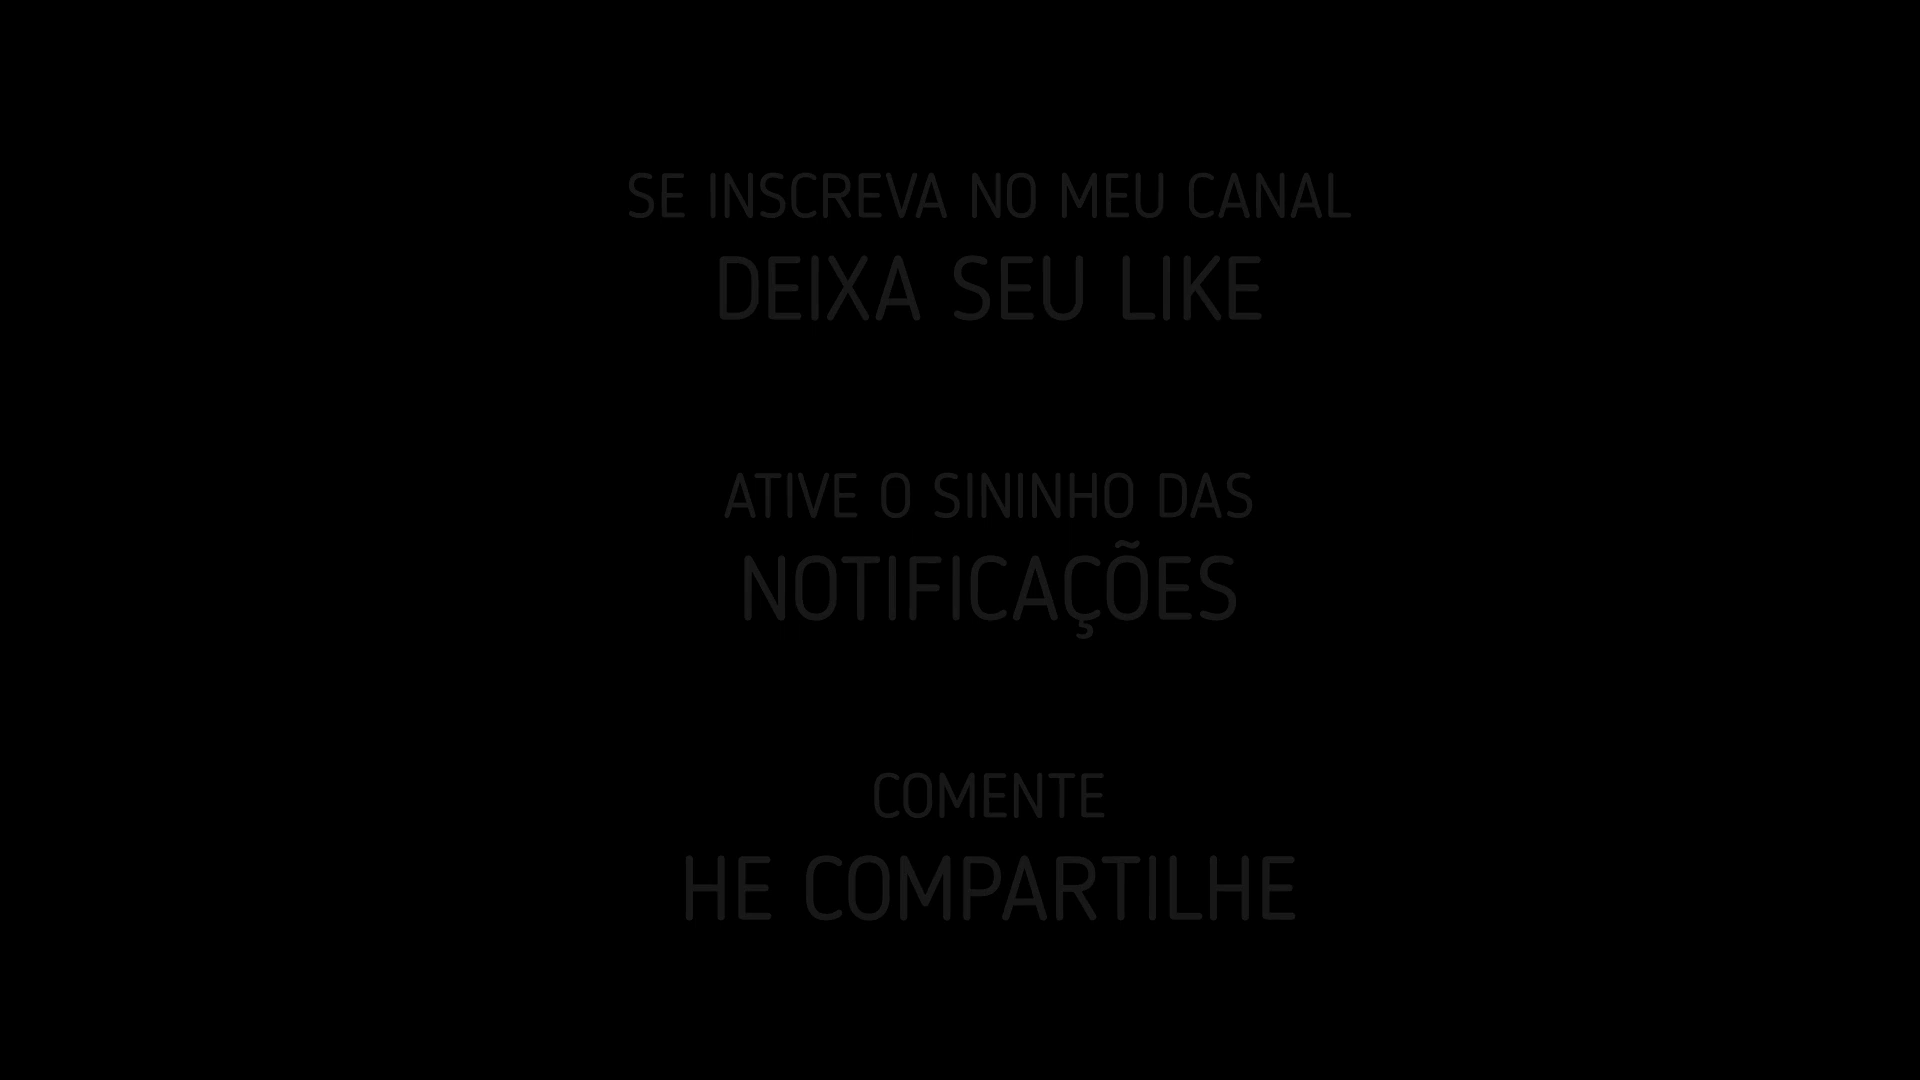 SE INSCREVA NO MEU CANAL
DEIXA SEU LIKE
ATIVE O SININHO DAS
NOTIFICAÇÕES
COMENTE
HE COMPARTILHE